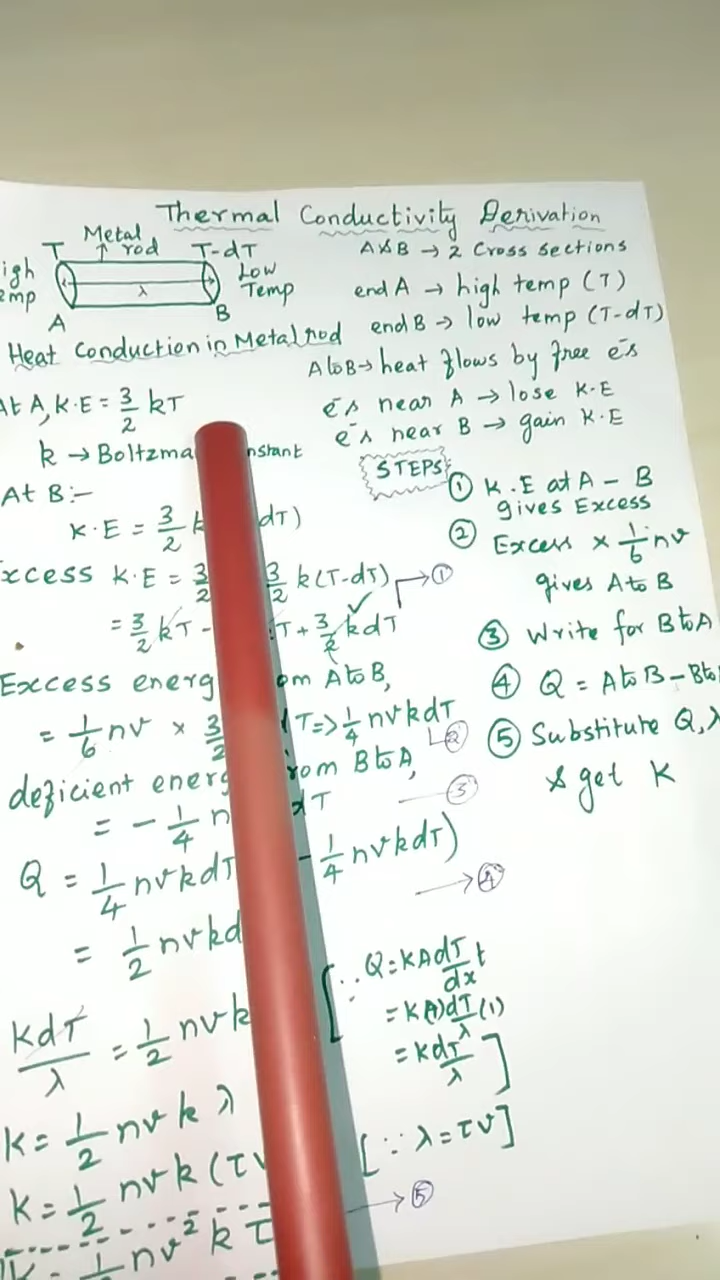 Thermal Conductivity Derivation
Metal
rod
T
T-dT
igh
emp
Low
Temp
λ
A
B
Heat Conduction in Metal rod
A&B → 2 Cross sections
end A → high temp (T)
end B → low temp (T-dT)
A to B → heat flows by free e's
e's near A → lose K.E
e's near B → gain K.E
At A, K.E = 3/2 kT
k → Boltzma nstant
At B:-
K.E = 3/2 k dT)
xcess K.E = 3/2 3/2 k(T-dT)
= 3/2 kT - T + 3/2 kdT → ①
Excess energ om A to B,
= 1/6 nv × 3/2 T => 1/4 nvkdT ②
deficient ener rom B to A,
= - 1/4 n dT — ③
Q = 1/4 nvkdT - 1/4 nvkdT)
= 1/2 nvkd → ④
KdT/λ = 1/2 nvk
[∵ Q = KA dT/dx t
= K(A) dT/λ (1)
= K dT/λ ]
K = 1/2 nvkλ
K = 1/2 nvk(τv [∵ λ = τv]
K = 1/2 nv² k τ → ⑤
STEPS
① K.E at A - B
gives Excess
② Excess × 1/6 nv
gives A to B
③ Write for B to A
④ Q = A to B - B to
⑤ Substitute Q, λ
& get K